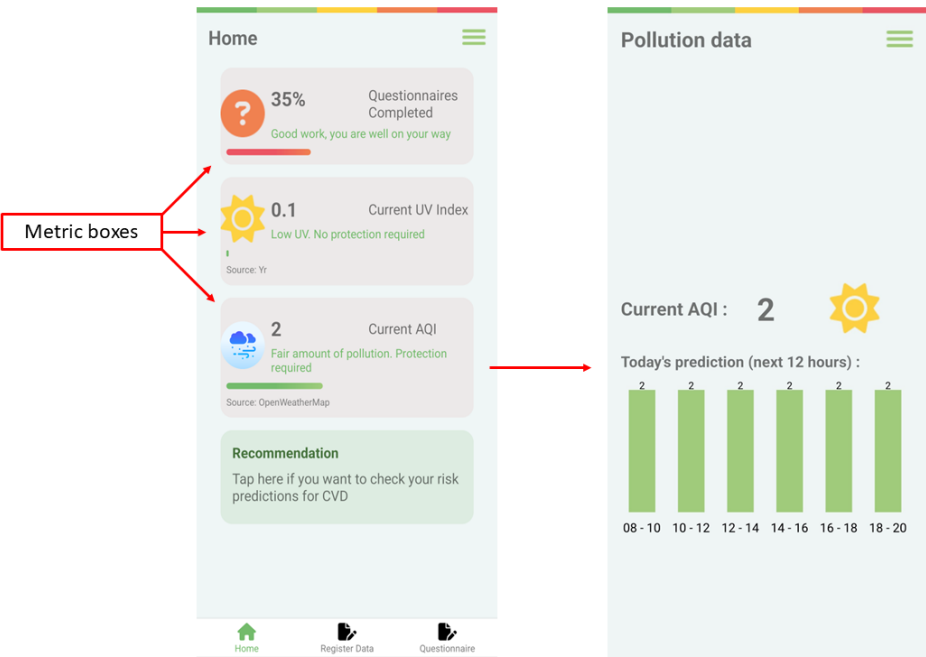 Home
35%
Questionnaires
Completed
?
Good work, you are well on your way
Metric boxes
0.1
Current UV Index
Low UV. No protection required
Source: Yr
2
Current AQI
Fair amount of pollution. Protection
required
Source: OpenWeatherMap
Recommendation
Tap here if you want to check your risk
predictions for CVD
Home
Register Data
Questionnaire
Pollution data
Current AQI : 2
Today's prediction (next 12 hours) :
2 2 2 2 2 2
08 - 10 10 - 12 12 - 14 14 - 16 16 - 18 18 - 20